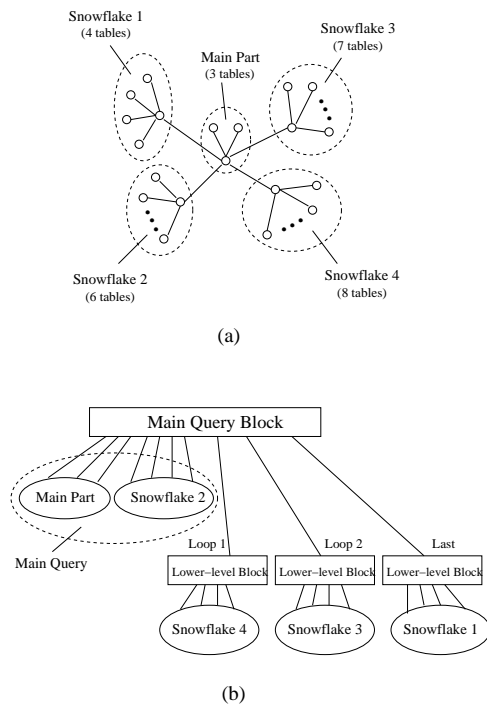 Snowflake 1
(4 tables)
Main Part
(3 tables)
Snowflake 3
(7 tables)
Snowflake 2
(6 tables)
Snowflake 4
(8 tables)
(a)
Main Query Block
Main Part
Snowflake 2
Main Query
Loop 1
Loop 2
Last
Lower−level Block
Lower−level Block
Lower−level Block
Snowflake 4
Snowflake 3
Snowflake 1
(b)